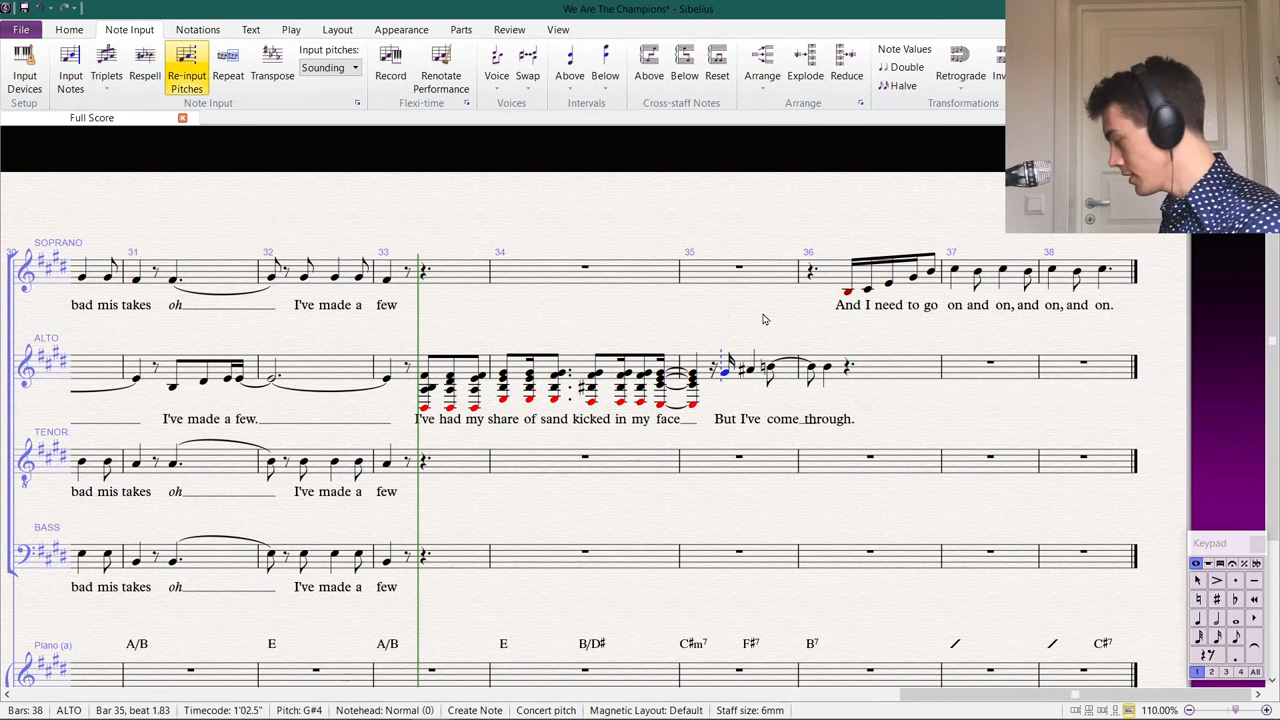 We Are The Champions* - Sibelius
File Home Note Input Notations Text Play Layout Appearance Parts Review View
Input Devices
Input Notes
Triplets
Respell
Re-input Pitches
Repeat
Transpose
Input pitches:
Sounding
Record
Renotate Performance
Voice
Swap
Above
Below
Above
Below
Reset
Arrange
Explode
Reduce
Note Values
Double
Halve
Retrograde
Setup Note Input Flexi-time Voices Intervals Cross-staff Notes Arrange Transformations
Full Score
SOPRANO
31 32 33 34 35 36 37 38
bad mis takes oh I've made a few And I need to go on and on, and on, and on.
ALTO
I've made a few. I've had my share of sand kicked in my face But I've come through.
TENOR
8
bad mis takes oh I've made a few
BASS
bad mis takes oh I've made a few
Piano (a) A/B E A/B E B/D♯ C♯m7 F♯7 B7 C♯7
Keypad
1 2 3 4 All
Bars: 38 ALTO Bar 35, beat 1.83 Timecode: 1'02.5" Pitch: G#4 Notehead: Normal (0) Create Note Concert pitch Magnetic Layout: Default Staff size: 6mm 110.00%